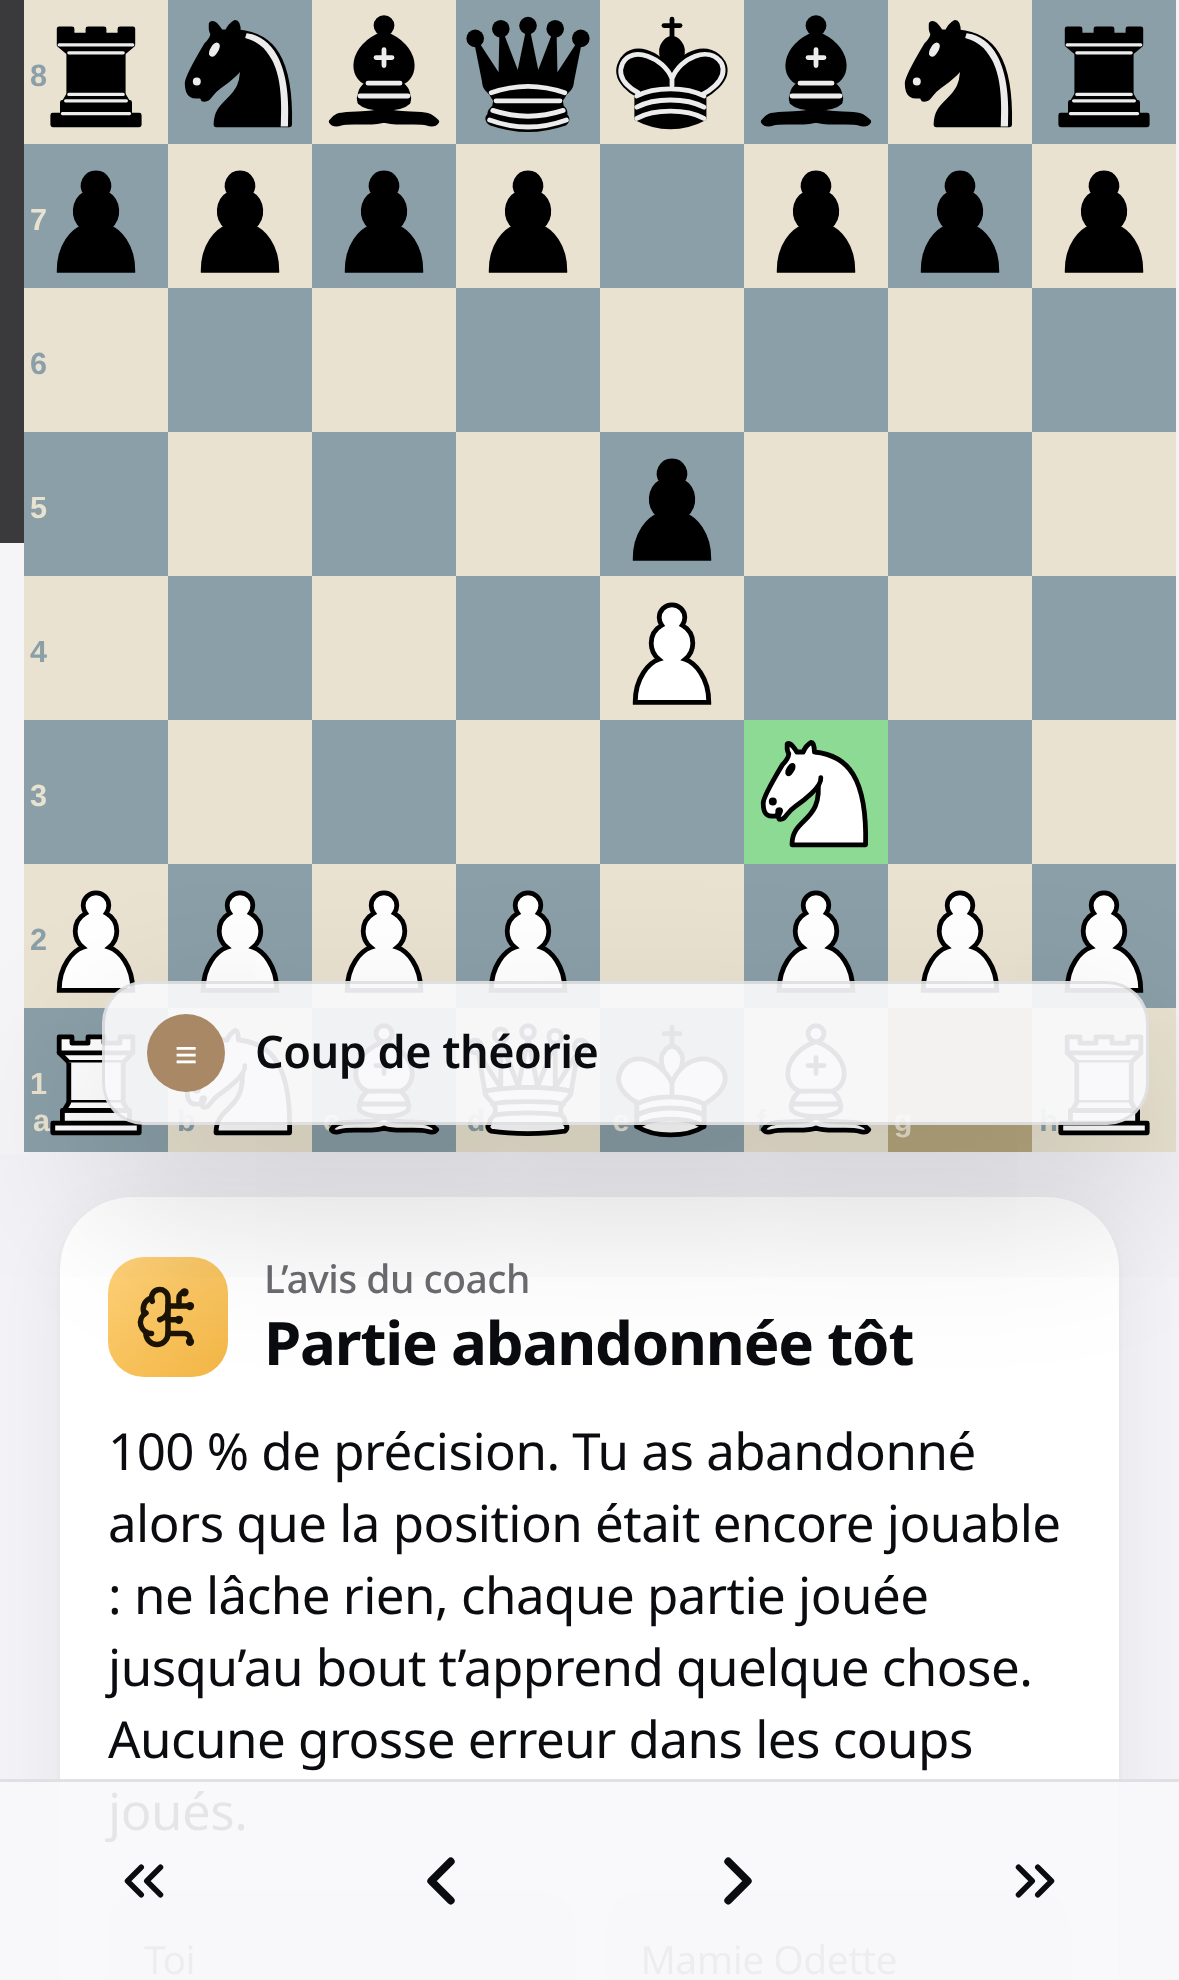 8
7
6
5
4
3
2
Coup de théorie
1
a b c d e f g h
L’avis du coach
Partie abandonnée tôt
100 % de précision. Tu as abandonné
alors que la position était encore jouable
: ne lâche rien, chaque partie jouée
jusqu’au bout t’apprend quelque chose.
Aucune grosse erreur dans les coups
joués.
Toi Mamie Odette